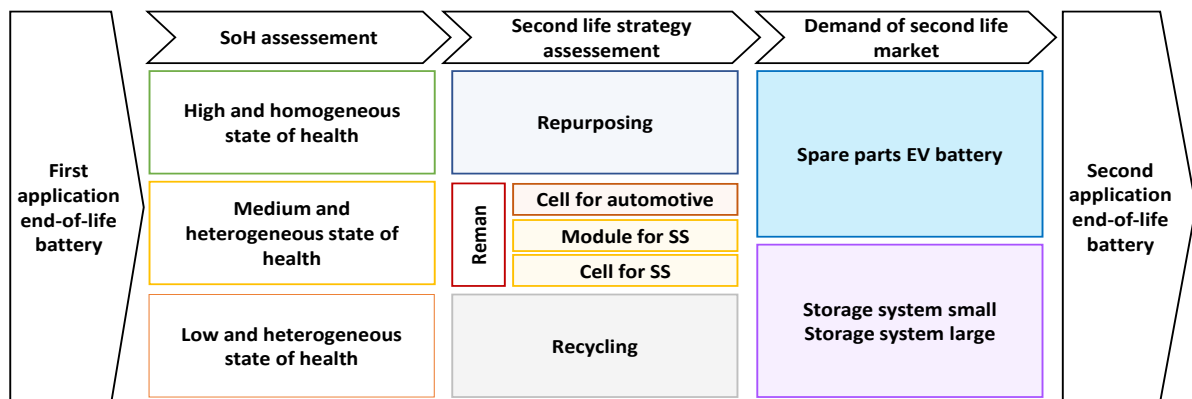 First
application
end-of-life
battery
SoH assessement
High and homogeneous
state of health
Medium and
heterogeneous state of
health
Low and heterogeneous
state of health
Second life strategy
assessement
Repurposing
Reman
Cell for automotive
Module for SS
Cell for SS
Recycling
Demand of second life
market
Spare parts EV battery
Storage system small
Storage system large
Second
application
end-of-life
battery